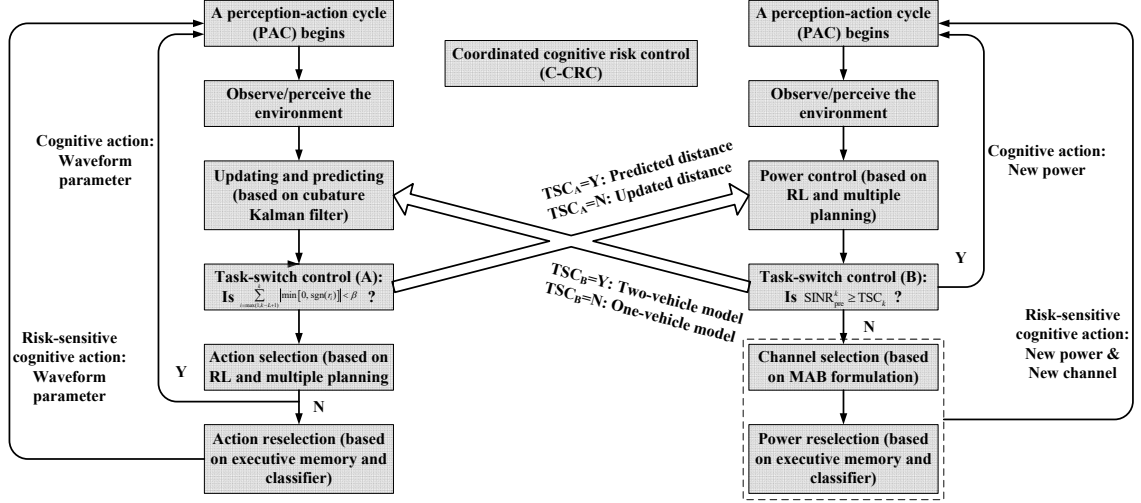 A perception-action cycle
(PAC) begins
Observe/perceive the
environment
Updating and predicting
(based on cubature
Kalman filter)
Task-switch control (A):
Is \sum_{i=\max(1,k-L+1)}^{k} |min[0, sgn(r_i)]| < β ?
Action selection (based on
RL and multiple planning
N
Action reselection (based
on executive memory and
classifier)
Cognitive action:
Waveform
parameter
Risk-sensitive
cognitive action:
Waveform
parameter
Y
Coordinated cognitive risk control
(C-CRC)
TSC_A=Y: Predicted distance
TSC_A=N: Updated distance
TSC_B=Y: Two-vehicle model
TSC_B=N: One-vehicle model
A perception-action cycle
(PAC) begins
Observe/perceive the
environment
Power control (based on
RL and multiple
planning)
Task-switch control (B):
Is SINR_{pre}^{k} ≥ TSC_k ?
N
Channel selection (based
on MAB formulation)
Power reselection (based
on executive memory and
classifier)
Cognitive action:
New power
Y
Risk-sensitive
cognitive action:
New power &
New channel